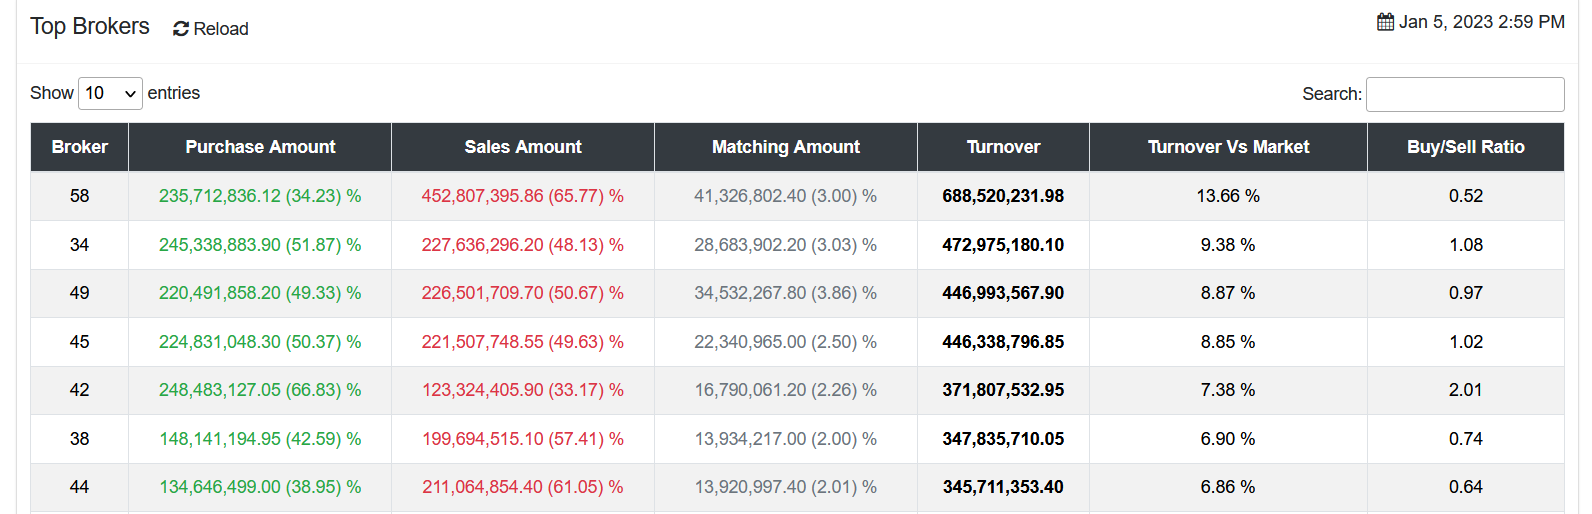 Top Brokers Reload Jan 5, 2023 2:59 PM
Show 10 entries Search:
Broker Purchase Amount Sales Amount Matching Amount Turnover Turnover Vs Market Buy/Sell Ratio
58 235,712,836.12 (34.23) % 452,807,395.86 (65.77) % 41,326,802.40 (3.00) % 688,520,231.98 13.66 % 0.52
34 245,338,883.90 (51.87) % 227,636,296.20 (48.13) % 28,683,902.20 (3.03) % 472,975,180.10 9.38 % 1.08
49 220,491,858.20 (49.33) % 226,501,709.70 (50.67) % 34,532,267.80 (3.86) % 446,993,567.90 8.87 % 0.97
45 224,831,048.30 (50.37) % 221,507,748.55 (49.63) % 22,340,965.00 (2.50) % 446,338,796.85 8.85 % 1.02
42 248,483,127.05 (66.83) % 123,324,405.90 (33.17) % 16,790,061.20 (2.26) % 371,807,532.95 7.38 % 2.01
38 148,141,194.95 (42.59) % 199,694,515.10 (57.41) % 13,934,217.00 (2.00) % 347,835,710.05 6.90 % 0.74
44 134,646,499.00 (38.95) % 211,064,854.40 (61.05) % 13,920,997.40 (2.01) % 345,711,353.40 6.86 % 0.64